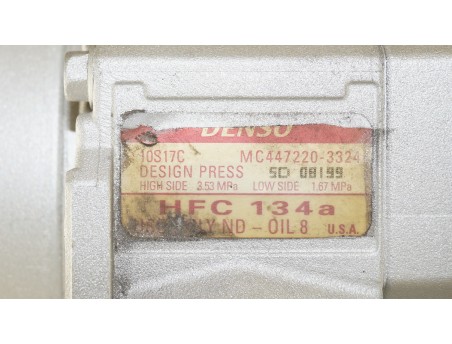 DENSO
10S17C MC447220-3324
DESIGN PRESS SD 08199
HIGH SIDE 3.53 MPa LOW SIDE 1.67 MPa
HFC 134a
ND-OIL 8 U.S.A.